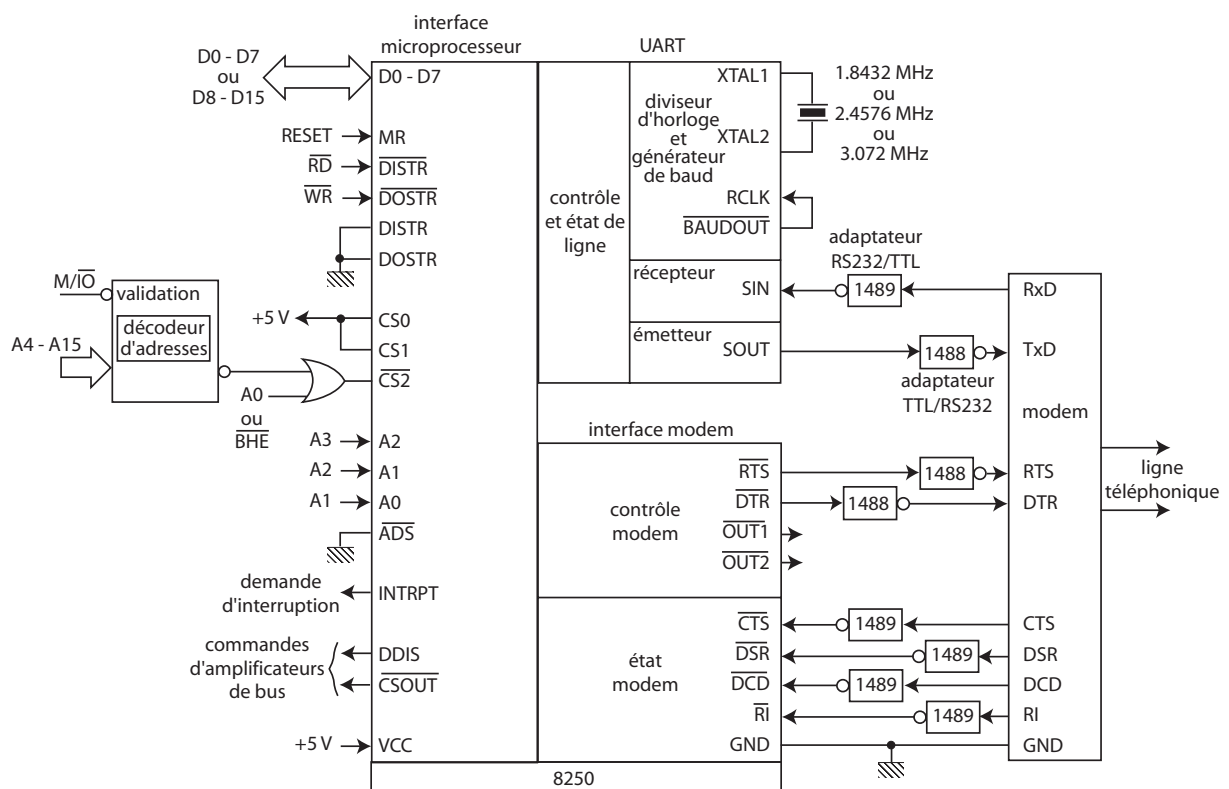 interface
microprocesseur
UART
D0 - D7
ou
D8 - D15
D0 - D7
RESET
MR
RD
DISTR
WR
DOSTR
DISTR
DOSTR
M/IO
validation
décodeur
d'adresses
A4 - A15
+5 V
CS0
CS1
CS2
A0
ou
BHE
A3
A2
A2
A1
A1
A0
ADS
demande
d'interruption
INTRPT
commandes
d'amplificateurs
de bus
DDIS
CSOUT
+5 V
VCC
8250
contrôle
et état de
ligne
XTAL1
diviseur
d'horloge
et
générateur
de baud
XTAL2
RCLK
BAUDOUT
1.8432 MHz
ou
2.4576 MHz
ou
3.072 MHz
récepteur
SIN
émetteur
SOUT
adaptateur
RS232/TTL
1489
1488
adaptateur
TTL/RS232
RxD
TxD
modem
RTS
DTR
CTS
DSR
DCD
RI
GND
ligne
téléphonique
interface modem
contrôle
modem
RTS
DTR
OUT1
OUT2
1488
1488
état
modem
CTS
DSR
DCD
RI
GND
1489
1489
1489
1489